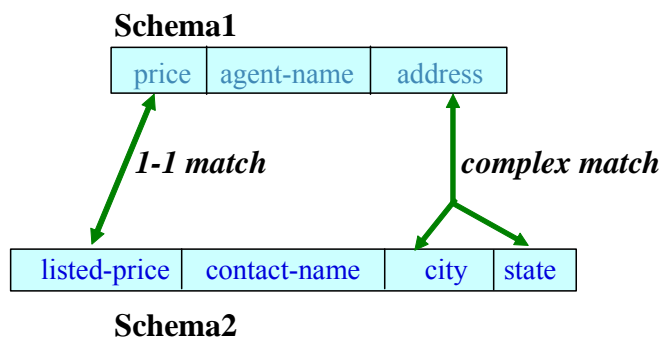 Schema1
price agent-name address
1-1 match complex match
listed-price contact-name city state
Schema2